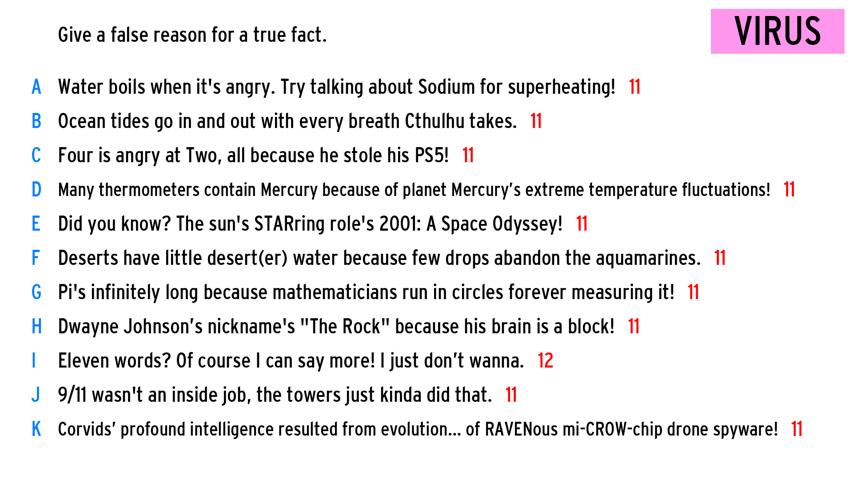 Give a false reason for a true fact.
VIRUS
A Water boils when it's angry. Try talking about Sodium for superheating! 11
B Ocean tides go in and out with every breath Cthulhu takes. 11
C Four is angry at Two, all because he stole his PS5! 11
D Many thermometers contain Mercury because of planet Mercury’s extreme temperature fluctuations! 11
E Did you know? The sun's STARring role's 2001: A Space Odyssey! 11
F Deserts have little desert(er) water because few drops abandon the aquamarines. 11
G Pi's infinitely long because mathematicians run in circles forever measuring it! 11
H Dwayne Johnson’s nickname's "The Rock" because his brain is a block! 11
I Eleven words? Of course I can say more! I just don’t wanna. 12
J 9/11 wasn't an inside job, the towers just kinda did that. 11
K Corvids’ profound intelligence resulted from evolution... of RAVENous mi-CROW-chip drone spyware! 11